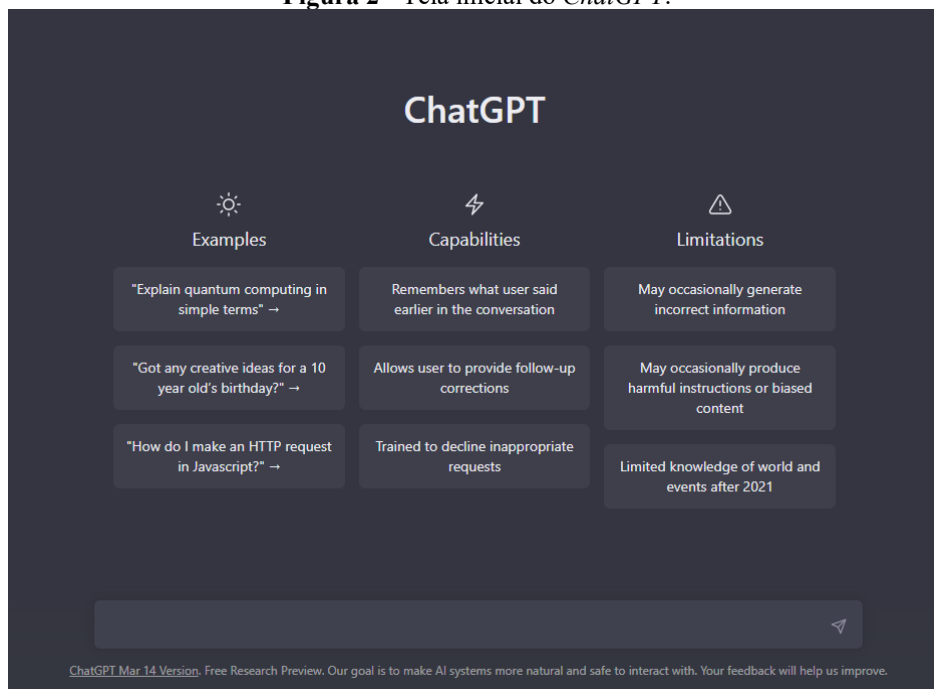 Figura 2 - Tela inicial do ChatGPT.
ChatGPT
Examples
"Explain quantum computing in
simple terms" →
"Got any creative ideas for a 10
year old's birthday?" →
"How do I make an HTTP request
in Javascript?" →
Capabilities
Remembers what user said
earlier in the conversation
Allows user to provide follow-up
corrections
Trained to decline inappropriate
requests
Limitations
May occasionally generate
incorrect information
May occasionally produce
harmful instructions or biased
content
Limited knowledge of world and
events after 2021
ChatGPT Mar 14 Version. Free Research Preview. Our goal is to make AI systems more natural and safe to interact with. Your feedback will help us improve.